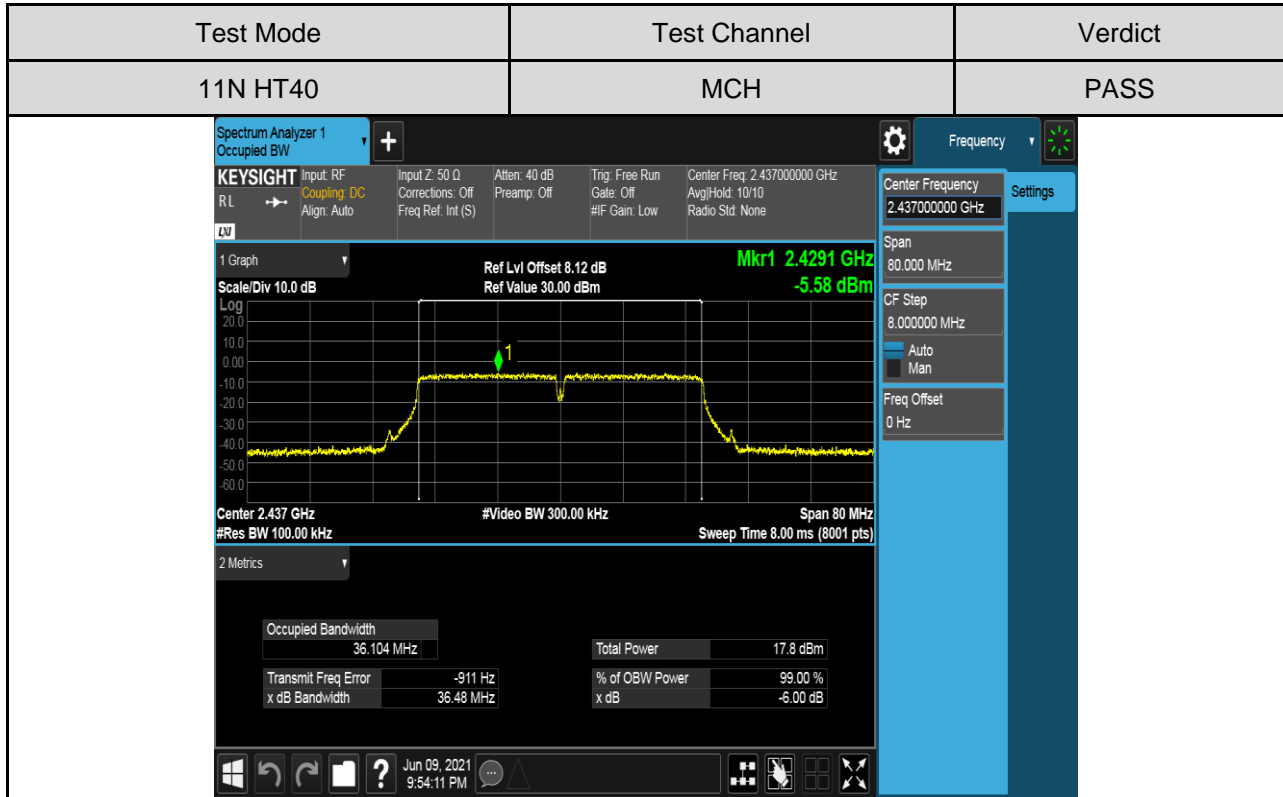 Test Mode Test Channel Verdict
11N HT40 MCH PASS
Spectrum Analyzer 1
Occupied BW
+
Frequency
KEYSIGHT Input: RF Input Z: 50 Ω Atten: 40 dB Trig: Free Run Center Freq: 2.437000000 GHz
RL Coupling: DC Corrections: Off Preamp: Off Gate: Off Avg|Hold: 10/10
Align: Auto Freq Ref: Int (S) #IF Gain: Low Radio Std: None
LXI
Center Frequency
2.437000000 GHz
Settings
Span
80.000 MHz
CF Step
8.000000 MHz
Auto
Man
Freq Offset
0 Hz
1 Graph
Ref Lvl Offset 8.12 dB Mkr1 2.4291 GHz
Scale/Div 10.0 dB Ref Value 30.00 dBm -5.58 dBm
Log
20.0
10.0
0.00
-10.0
-20.0
-30.0
-40.0
-50.0
-60.0
1
Center 2.437 GHz #Video BW 300.00 kHz Span 80 MHz
#Res BW 100.00 kHz Sweep Time 8.00 ms (8001 pts)
2 Metrics
Occupied Bandwidth
36.104 MHz Total Power 17.8 dBm
Transmit Freq Error -911 Hz % of OBW Power 99.00 %
x dB Bandwidth 36.48 MHz x dB -6.00 dB
? Jun 09, 2021
9:54:11 PM